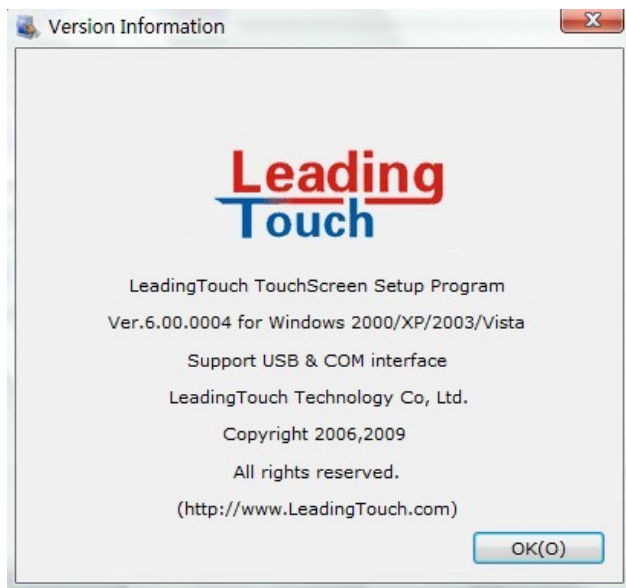 Version Information
Leading
Touch
LeadingTouch TouchScreen Setup Program
Ver.6.00.0004 for Windows 2000/XP/2003/Vista
Support USB & COM interface
LeadingTouch Technology Co, Ltd.
Copyright 2006,2009
All rights reserved.
(http://www.LeadingTouch.com)
OK(O)